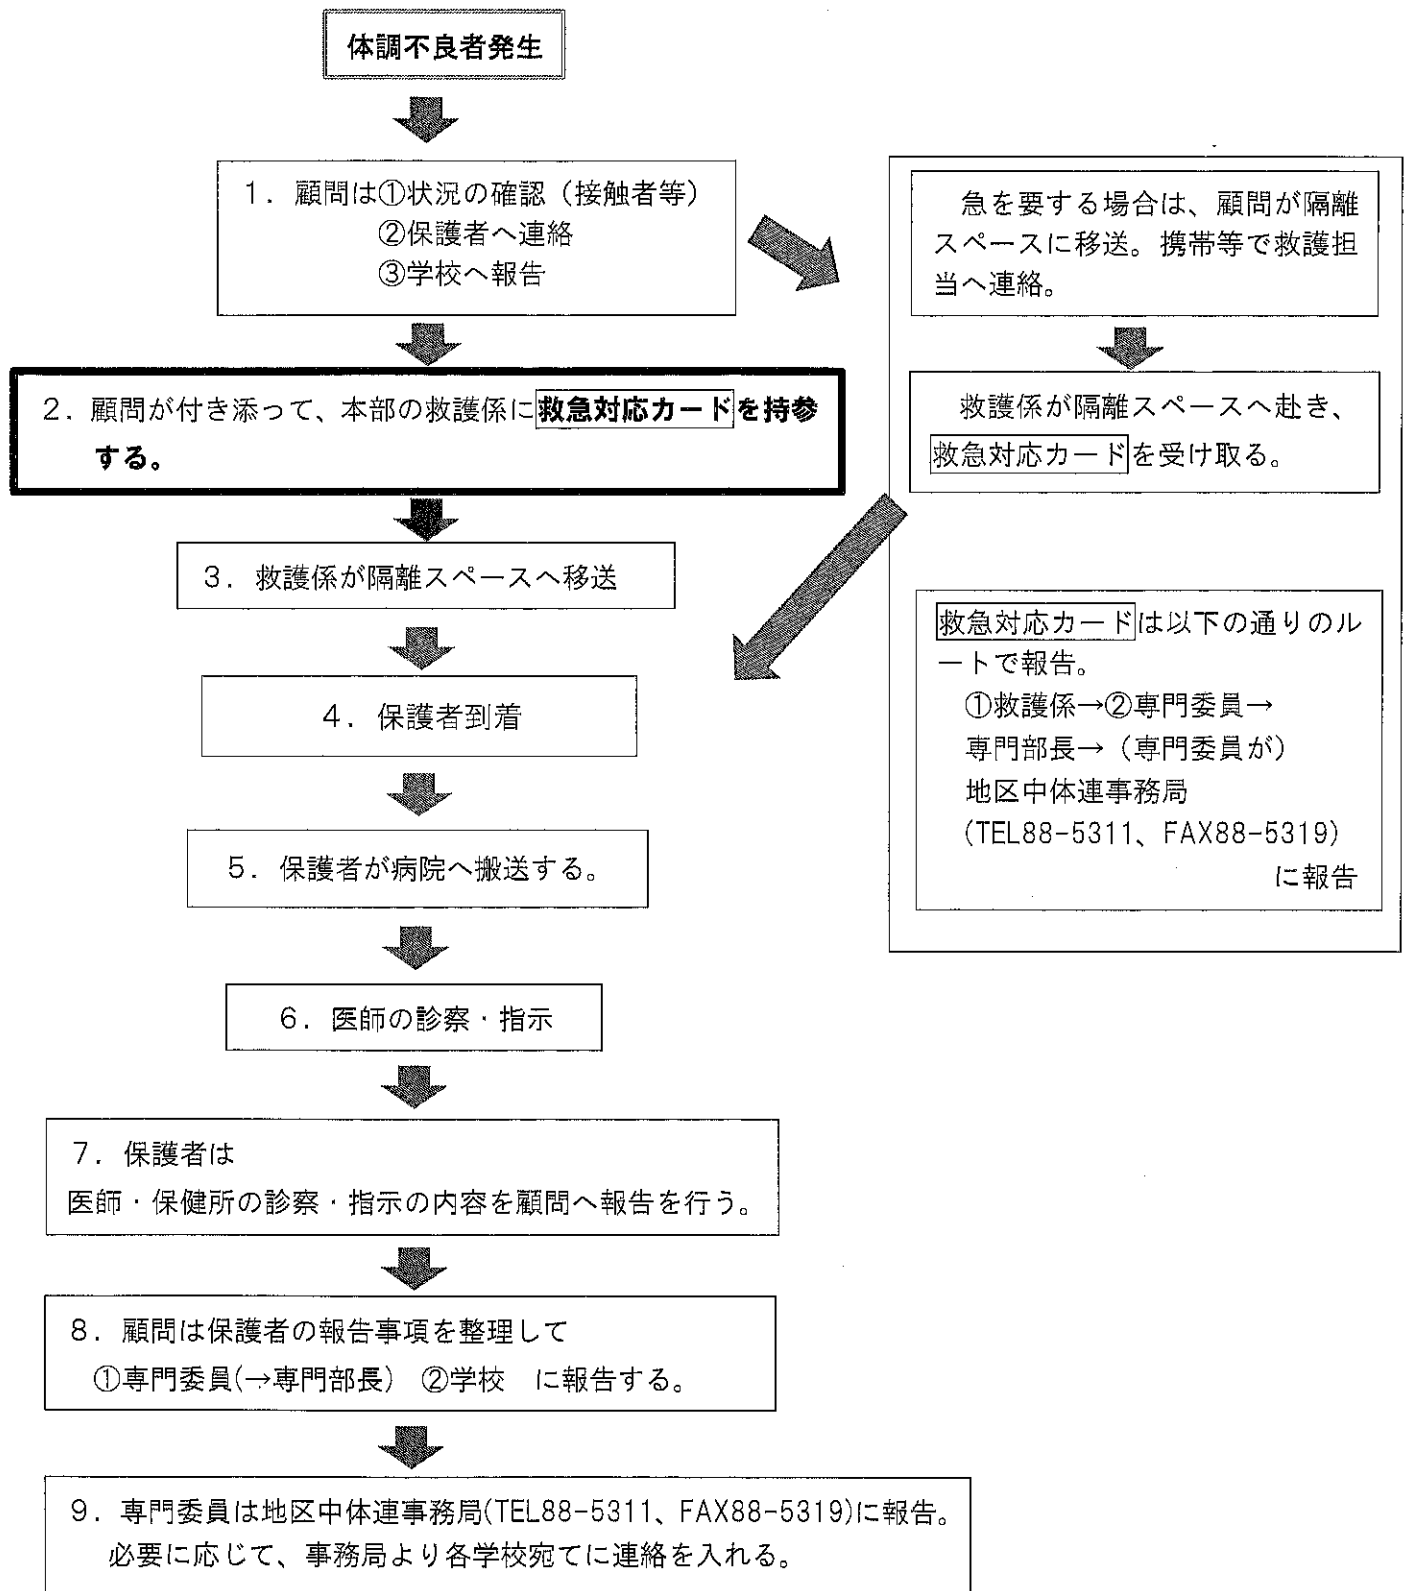 体調不良者発生
1．顧問は①状況の確認（接触者等）
②保護者へ連絡
③学校へ報告
急を要する場合は、顧問が隔離
スペースに移送。携帯等で救護担
当へ連絡。
2．顧問が付き添って、本部の救護係に救急対応カードを持参
する。
救護係が隔離スペースへ赴き、
救急対応カードを受け取る。
3．救護係が隔離スペースへ移送
救急対応カードは以下の通りのル
ートで報告。
①救護係→②専門委員→
専門部長→（専門委員が）
地区中体連事務局
(TEL88-5311、FAX88-5319)
に報告
4．保護者到着
5．保護者が病院へ搬送する。
6．医師の診察・指示
7．保護者は
医師・保健所の診察・指示の内容を顧問へ報告を行う。
8．顧問は保護者の報告事項を整理して
①専門委員(→専門部長)　②学校　に報告する。
9．専門委員は地区中体連事務局(TEL88-5311、FAX88-5319)に報告。
必要に応じて、事務局より各学校宛てに連絡を入れる。